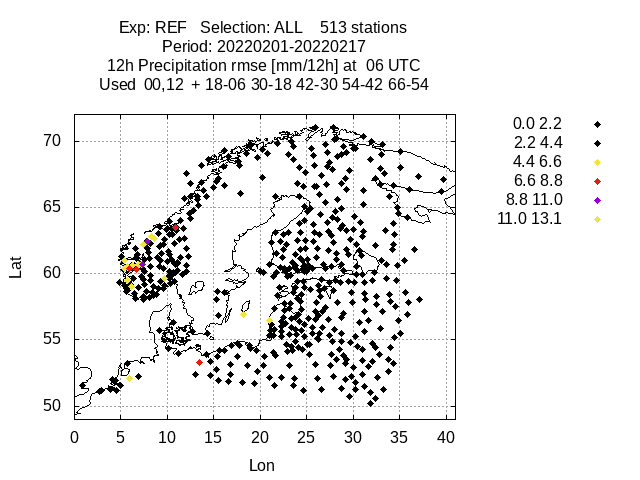 Exp: REF   Selection: ALL    513 stations
Period: 20220201-20220217
12h Precipitation rmse [mm/12h] at  06 UTC
Used  00,12  + 18-06 30-18 42-30 54-42 66-54
0.0 2.2
2.2 4.4
4.4 6.6
6.6 8.8
8.8 11.0
11.0 13.1
70
65
60
55
50
Lat
0 5 10 15 20 25 30 35 40
Lon